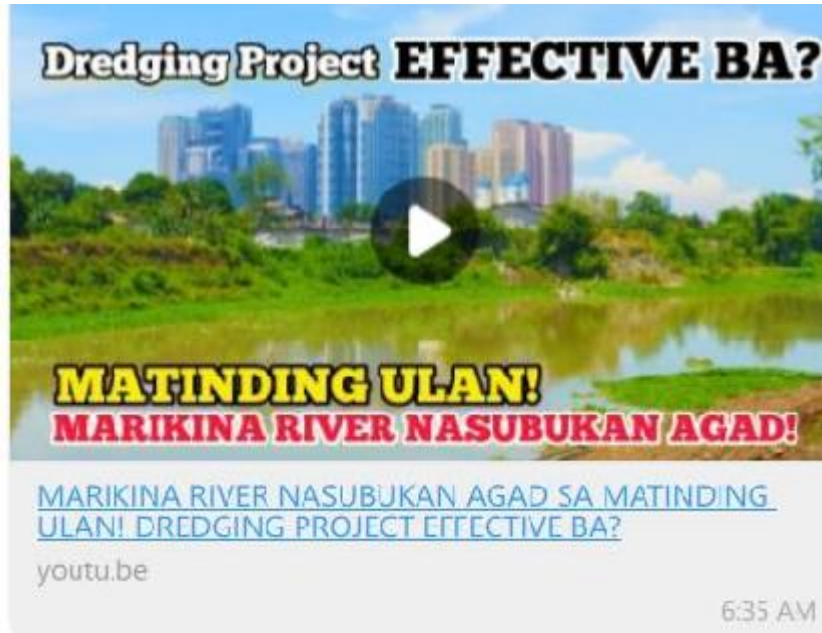 Dredging Project EFFECTIVE BA?
MATINDING ULAN!
MARIKINA RIVER NASUBUKAN AGAD!
MARIKINA RIVER NASUBUKAN AGAD SA MATINDING
ULAN! DREDGING PROJECT EFFECTIVE BA?
youtu.be
6:35 AM